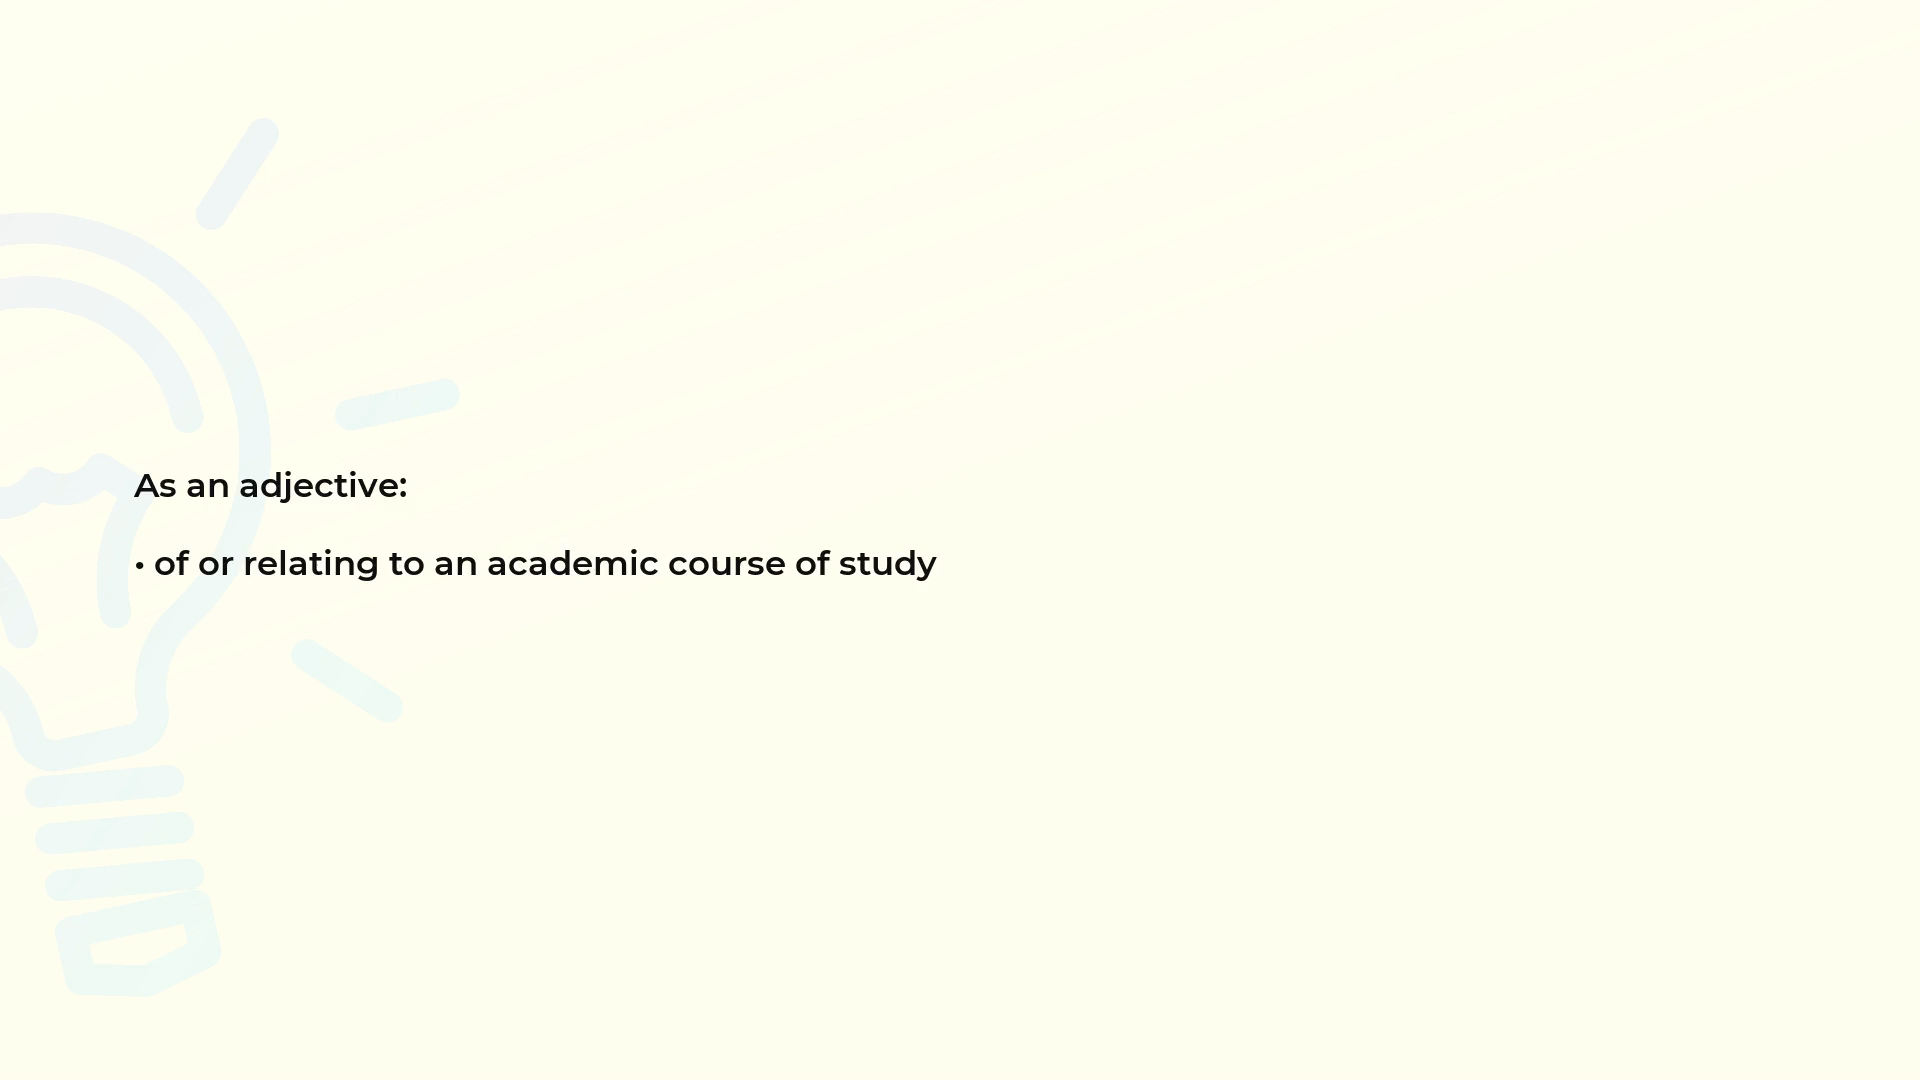 As an adjective:
• of or relating to an academic course of study